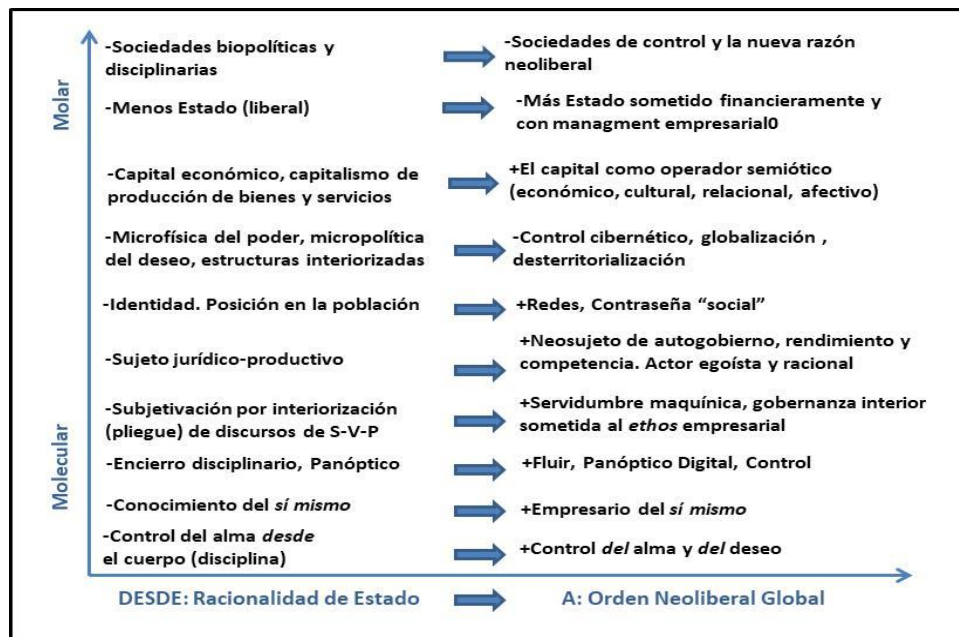 Molar
Molecular
-Sociedades biopolíticas y
disciplinarias
-Sociedades de control y la nueva razón
neoliberal
-Menos Estado (liberal)
-Más Estado sometido financieramente y
con managment empresarial0
-Capital económico, capitalismo de
producción de bienes y servicios
+El capital como operador semiótico
(económico, cultural, relacional, afectivo)
-Microfísica del poder, micropolítica
del deseo, estructuras interiorizadas
-Control cibernético, globalización ,
desterritorialización
-Identidad. Posición en la población
+Redes, Contraseña “social”
-Sujeto jurídico-productivo
+Neosujeto de autogobierno, rendimiento y
competencia. Actor egoísta y racional
-Subjetivación por interiorización
(pliegue) de discursos de S-V-P
+Servidumbre maquínica, gobernanza interior
sometida al ethos empresarial
-Encierro disciplinario, Panóptico
+Fluir, Panóptico Digital, Control
-Conocimiento del sí mismo
+Empresario del sí mismo
-Control del alma desde
el cuerpo (disciplina)
+Control del alma y del deseo
DESDE: Racionalidad de Estado
A: Orden Neoliberal Global